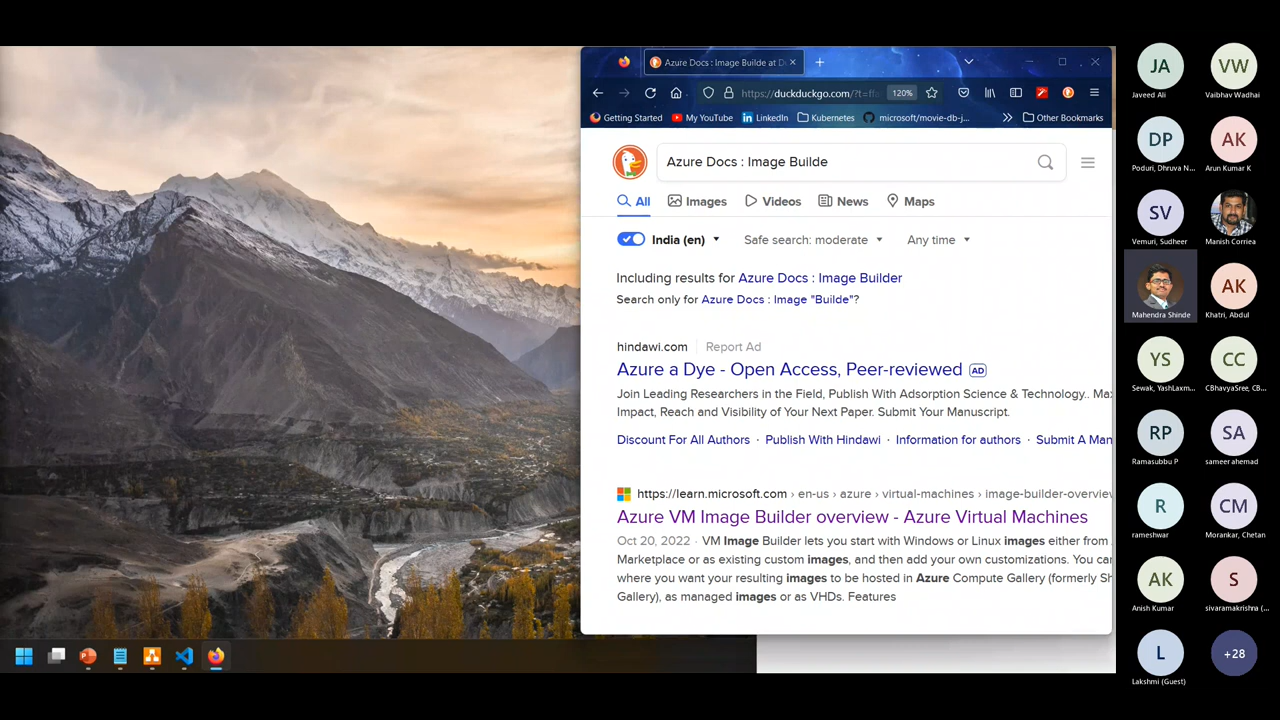 Azure Docs : Image Builde at D
https://duckduckgo.com/?t=ff
120%
Getting Started
My YouTube
LinkedIn
Kubernetes
microsoft/movie-db-j...
Other Bookmarks
Azure Docs : Image Builde
All
Images
Videos
News
Maps
India (en)
Safe search: moderate
Any time
Including results for Azure Docs : Image Builder
Search only for Azure Docs : Image "Builde"?
hindawi.com
Report Ad
Azure a Dye - Open Access, Peer-reviewed AD
Join Leading Researchers in the Field, Publish With Adsorption Science & Technology.. Ma
Impact, Reach and Visibility of Your Next Paper. Submit Your Manuscript.
Discount For All Authors · Publish With Hindawi · Information for authors · Submit A Man
https://learn.microsoft.com › en-us › azure › virtual-machines › image-builder-overview
Azure VM Image Builder overview - Azure Virtual Machines
Oct 20, 2022 · VM Image Builder lets you start with Windows or Linux images either from
Marketplace or as existing custom images, and then add your own customizations. You can
where you want your resulting images to be hosted in Azure Compute Gallery (formerly Sh
Gallery), as managed images or as VHDs. Features
JA
Javeed Ali
VW
Vaibhav Wadhai
DP
Poduri, Dhruva N...
AK
Arun Kumar K
SV
Vemuri, Sudheer
Manish Corriea
Mahendra Shinde
AK
Khatri, Abdul
YS
Sewak, YashLaxm...
CC
CBhavyaSree, CB...
RP
Ramasubbu P
SA
sameer ahemad
R
rameshwar
CM
Morankar, Chetan
AK
Anish Kumar
S
sivaramakrishna (...
L
Lakshmi (Guest)
+28